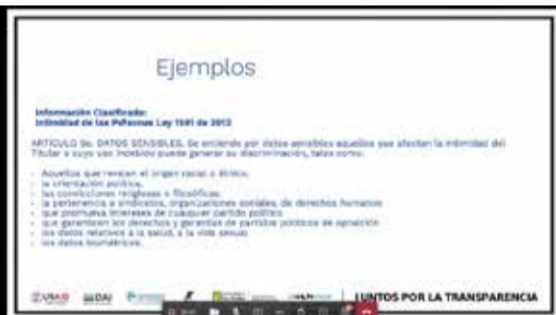 Ejemplos
Información Clasificada:
Intimidad de las Personas Ley 1581 de 2012
ARTÍCULO 5o. DATOS SENSIBLES. Se entiende por datos sensibles aquellos que afectan la intimidad del
Titular o cuyo uso indebido puede generar su discriminación, tales como:
- Aquellos que revelen el origen racial o étnico,
- la orientación política,
- las convicciones religiosas o filosóficas,
- la pertenencia a sindicatos, organizaciones sociales, de derechos humanos
- que promueva intereses de cualquier partido político
- que garanticen los derechos y garantías de partidos políticos de oposición
- los datos relativos a la salud, a la vida sexual
- los datos biométricos.
USAID DAI
JUNTOS POR LA TRANSPARENCIA